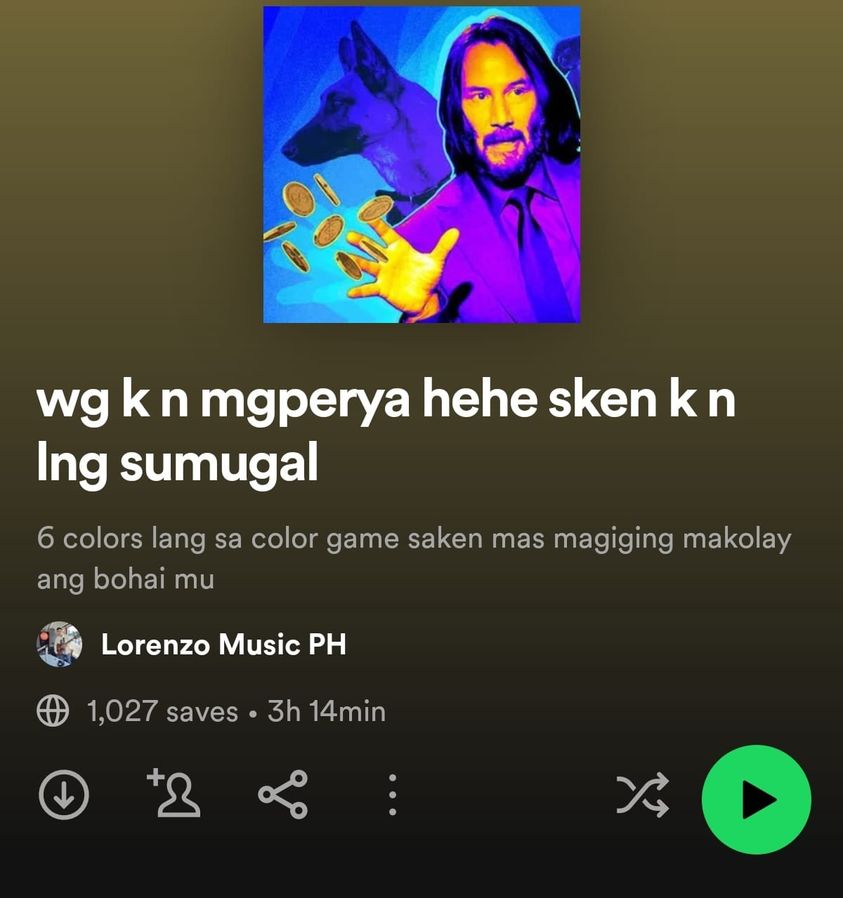 wg k n mgperya hehe sken k n
lng sumugal
6 colors lang sa color game saken mas magiging makolay
ang bohai mu
Lorenzo Music PH
1,027 saves • 3h 14min